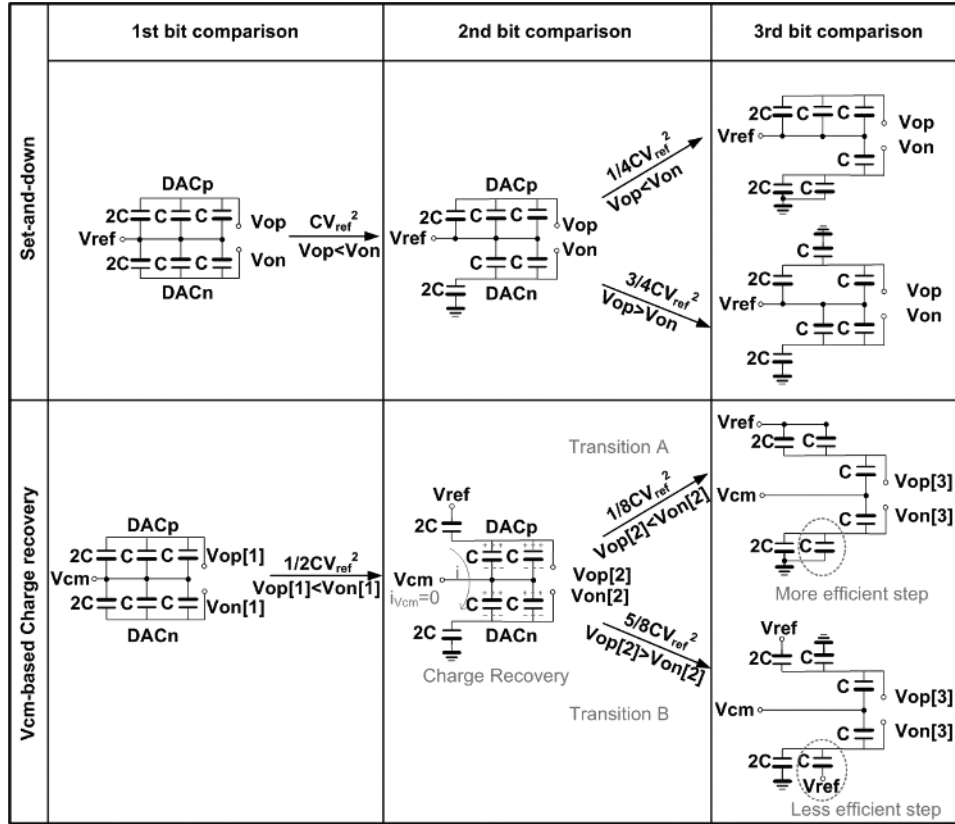 1st bit comparison
2nd bit comparison
3rd bit comparison
Set-and-down
DACp
2C C C
Vop
Vref
Von
2C C C
DACn
CVref²
Vop<Von
DACp
2C C C
Vop
Vref
Von
C C
2C
DACn
1/4CVref²
Vop<Von
3/4CVref²
Vop>Von
2C C C
Vop
Vref
Von
C
2C C
C
2C C
Vop
Vref
Von
C C
2C
Vcm-based Charge recovery
DACp
2C C C
Vop[1]
Vcm
Von[1]
2C C C
DACn
1/2CVref²
Vop[1]<Von[1]
Vref
2C
DACp
C C
Vcm
i
iVcm=0
Vop[2]
Von[2]
C C
2C
DACn
Charge Recovery
Transition A
1/8CVref²
Vop[2]<Von[2]
5/8CVref²
Vop[2]>Von[2]
Transition B
Vref
2C C
C
Vop[3]
Vcm
C
Von[3]
2C C
More efficient step
Vref
2C C
C
Vop[3]
Vcm
C
Von[3]
2C C
Vref
Less efficient step